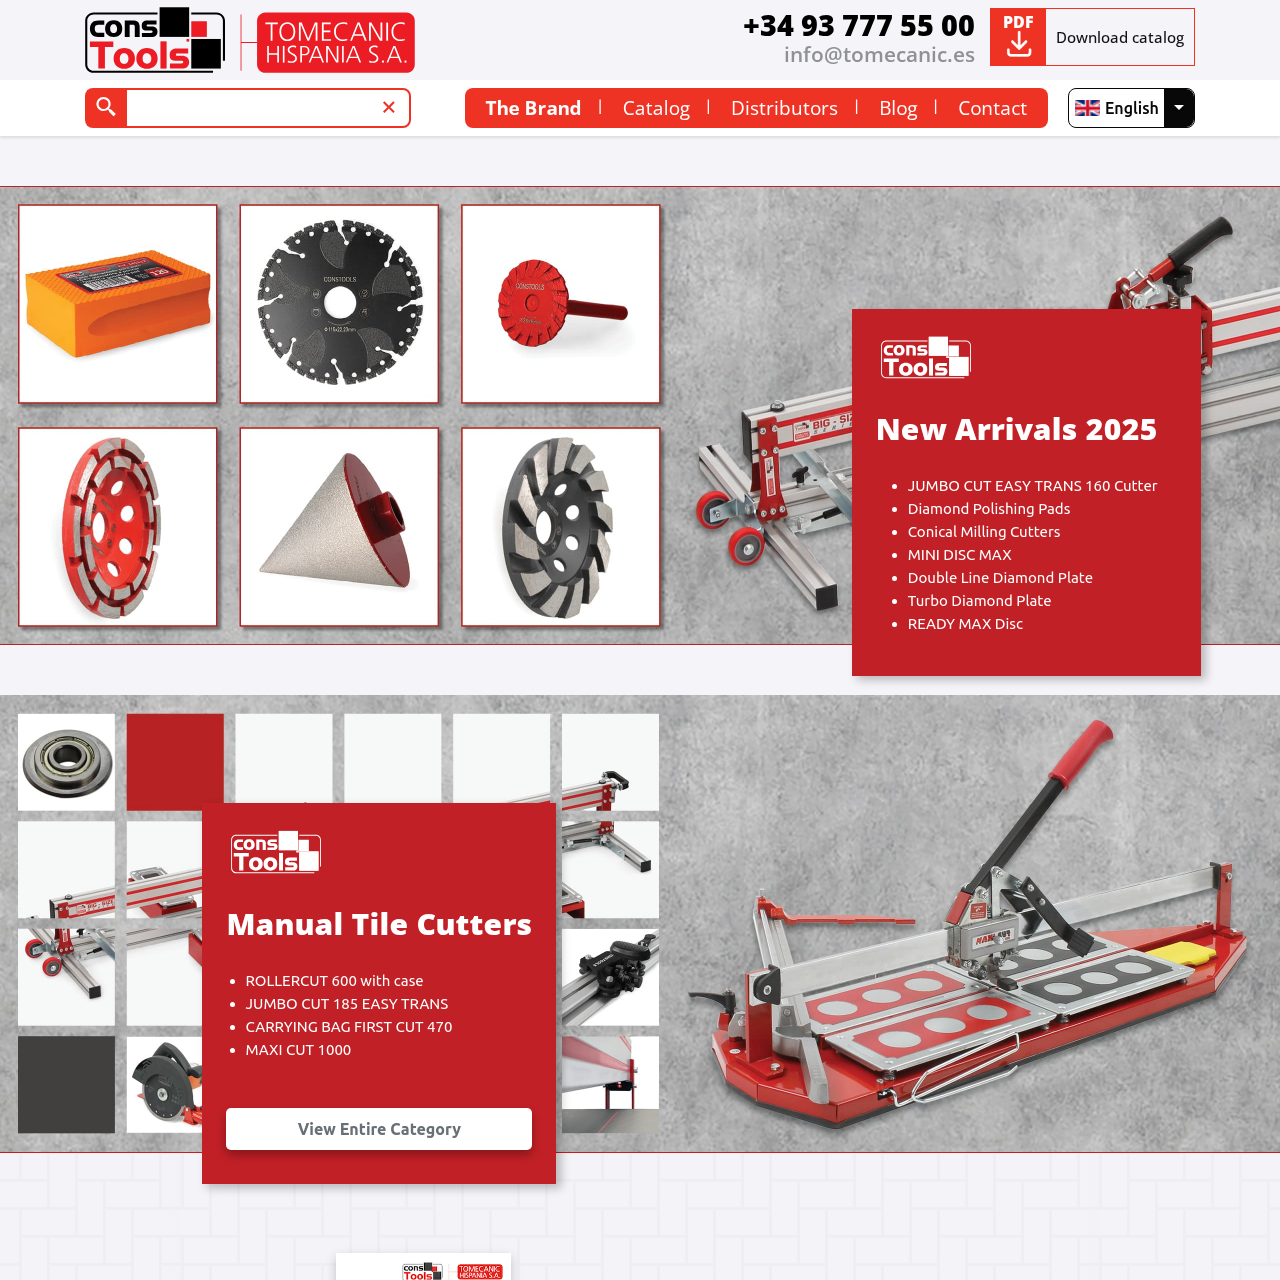 cons
Tools
TOMECANIC
HISPANIA S.A.
+34 93 777 55 00
info@tomecanic.es
PDF
Download catalog
The Brand
Catalog
Distributors
Blog
Contact
English
CONSTOOLS
CONSTOOLS
BIG - SIZ
cons
Tools
New Arrivals 2025
JUMBO CUT EASY TRANS 160 Cutter
Diamond Polishing Pads
Conical Milling Cutters
MINI DISC MAX
Double Line Diamond Plate
Turbo Diamond Plate
READY MAX Disc
cons
Tools
Manual Tile Cutters
ROLLERCUT 600 with case
JUMBO CUT 185 EASY TRANS
CARRYING BAG FIRST CUT 470
MAXI CUT 1000
View Entire Category
cons
Tools
TOMECANIC
HISPANIA S.A.